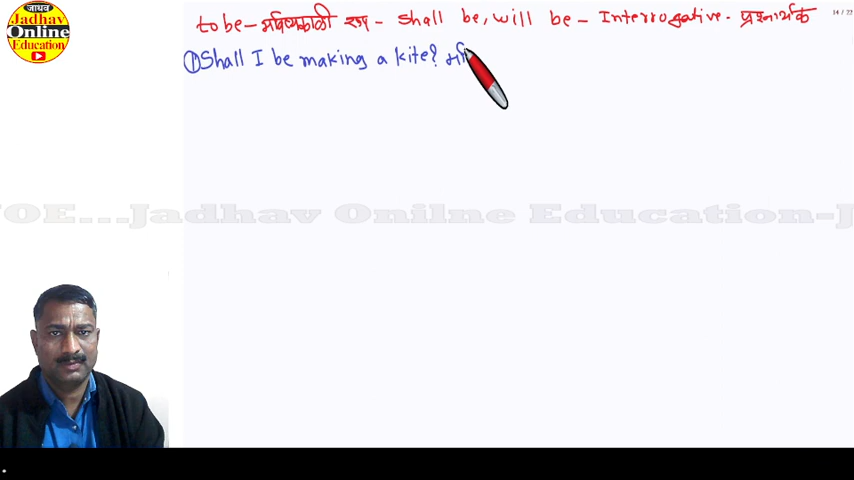 जाधव
Jadhav
Online
Education
to be - भविष्यकाळी रूप - shall be, will be - Interrogative - प्रश्नार्थक
14 / 22
① Shall I be making a kite? मी
JOE...Jadhav Onilne Education-J